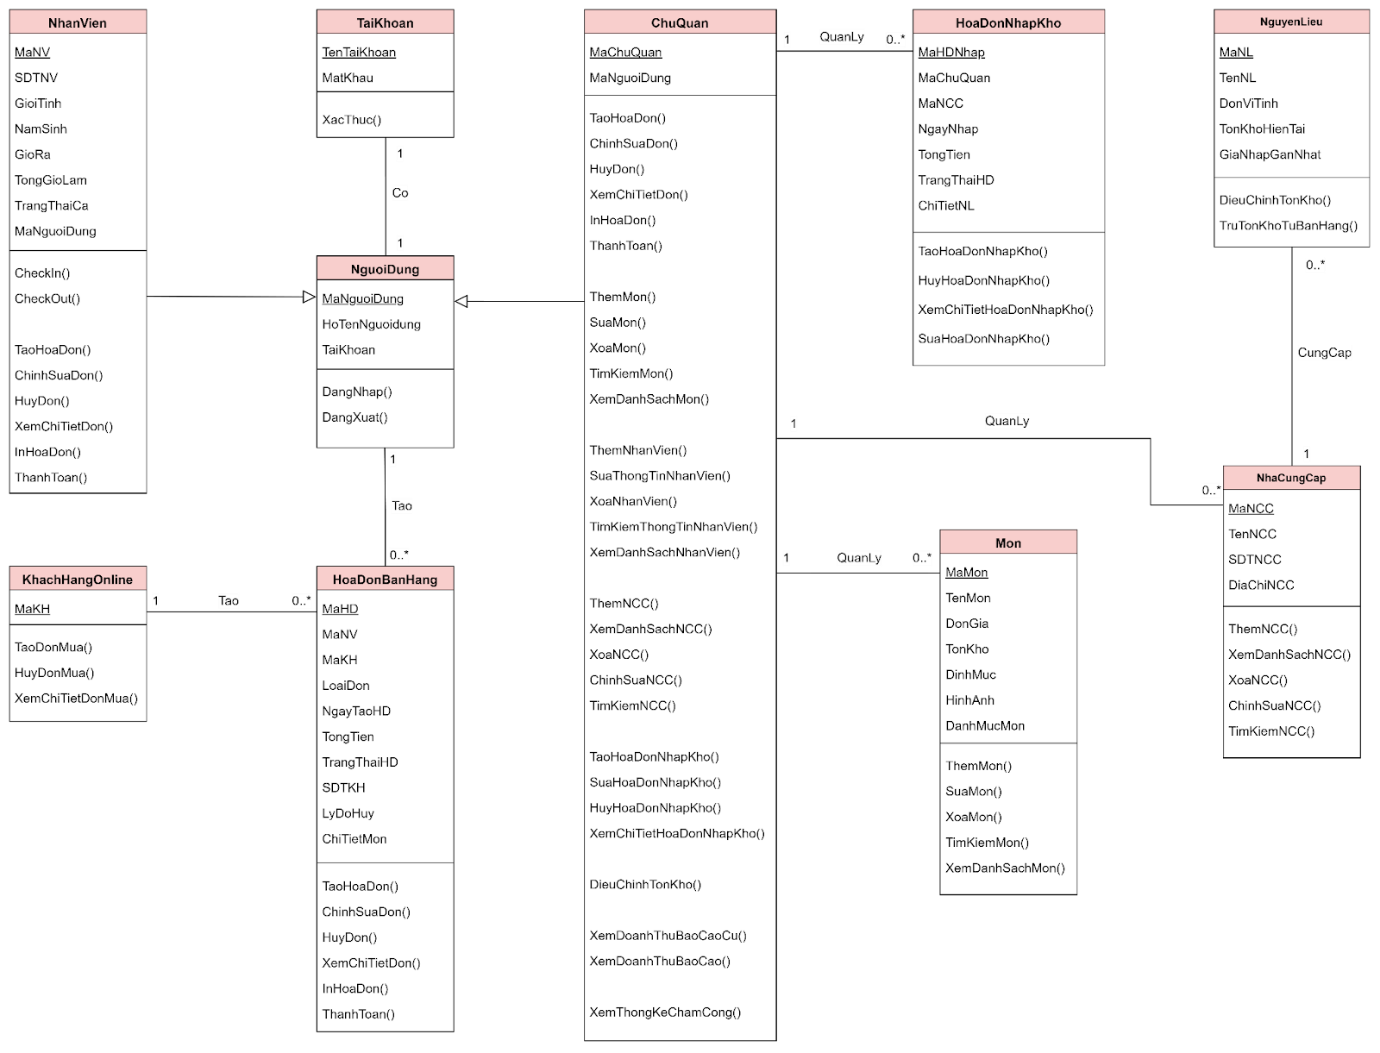 NhanVien
MaNV
SDTNV
GioiTinh
NamSinh
GioRa
TongGioLam
TrangThaiCa
MaNguoiDung
CheckIn()
CheckOut()
TaoHoaDon()
ChinhSuaDon()
HuyDon()
XemChiTietDon()
InHoaDon()
ThanhToan()
TaiKhoan
TenTaiKhoan
MatKhau
XacThuc()
1
Co
1
NguoiDung
MaNguoiDung
HoTenNguoidung
TaiKhoan
DangNhap()
DangXuat()
1
Tao
0..*
KhachHangOnline
MaKH
TaoDonMua()
HuyDonMua()
XemChiTietDonMua()
1
Tao
0..*
HoaDonBanHang
MaHD
MaNV
MaKH
LoaiDon
NgayTaoHD
TongTien
TrangThaiHD
SDTKH
LyDoHuy
ChiTietMon
TaoHoaDon()
ChinhSuaDon()
HuyDon()
XemChiTietDon()
InHoaDon()
ThanhToan()
ChuQuan
MaChuQuan
MaNguoiDung
TaoHoaDon()
ChinhSuaDon()
HuyDon()
XemChiTietDon()
InHoaDon()
ThanhToan()
ThemMon()
SuaMon()
XoaMon()
TimKiemMon()
XemDanhSachMon()
ThemNhanVien()
SuaThongTinNhanVien()
XoaNhanVien()
TimKiemThongTinNhanVien()
XemDanhSachNhanVien()
ThemNCC()
XemDanhSachNCC()
XoaNCC()
ChinhSuaNCC()
TimKiemNCC()
TaoHoaDonNhapKho()
SuaHoaDonNhapKho()
HuyHoaDonNhapKho()
XemChiTietHoaDonNhapKho()
DieuChinhTonKho()
XemDoanhThuBaoCaoCu()
XemDoanhThuBaoCao()
XemThongKeChamCong()
1
QuanLy
0..*
HoaDonNhapKho
MaHDNhap
MaChuQuan
MaNCC
NgayNhap
TongTien
TrangThaiHD
ChiTietNL
TaoHoaDonNhapKho()
HuyHoaDonNhapKho()
XemChiTietHoaDonNhapKho()
SuaHoaDonNhapKho()
NguyenLieu
MaNL
TenNL
DonViTinh
TonKhoHienTai
GiaNhapGanNhat
DieuChinhTonKho()
TruTonKhoTuBanHang()
0..*
CungCap
1
1
QuanLy
0..*
NhaCungCap
MaNCC
TenNCC
SDTNCC
DiaChiNCC
ThemNCC()
XemDanhSachNCC()
XoaNCC()
ChinhSuaNCC()
TimKiemNCC()
1
QuanLy
0..*
Mon
MaMon
TenMon
DonGia
TonKho
DinhMuc
HinhAnh
DanhMucMon
ThemMon()
SuaMon()
XoaMon()
TimKiemMon()
XemDanhSachMon()